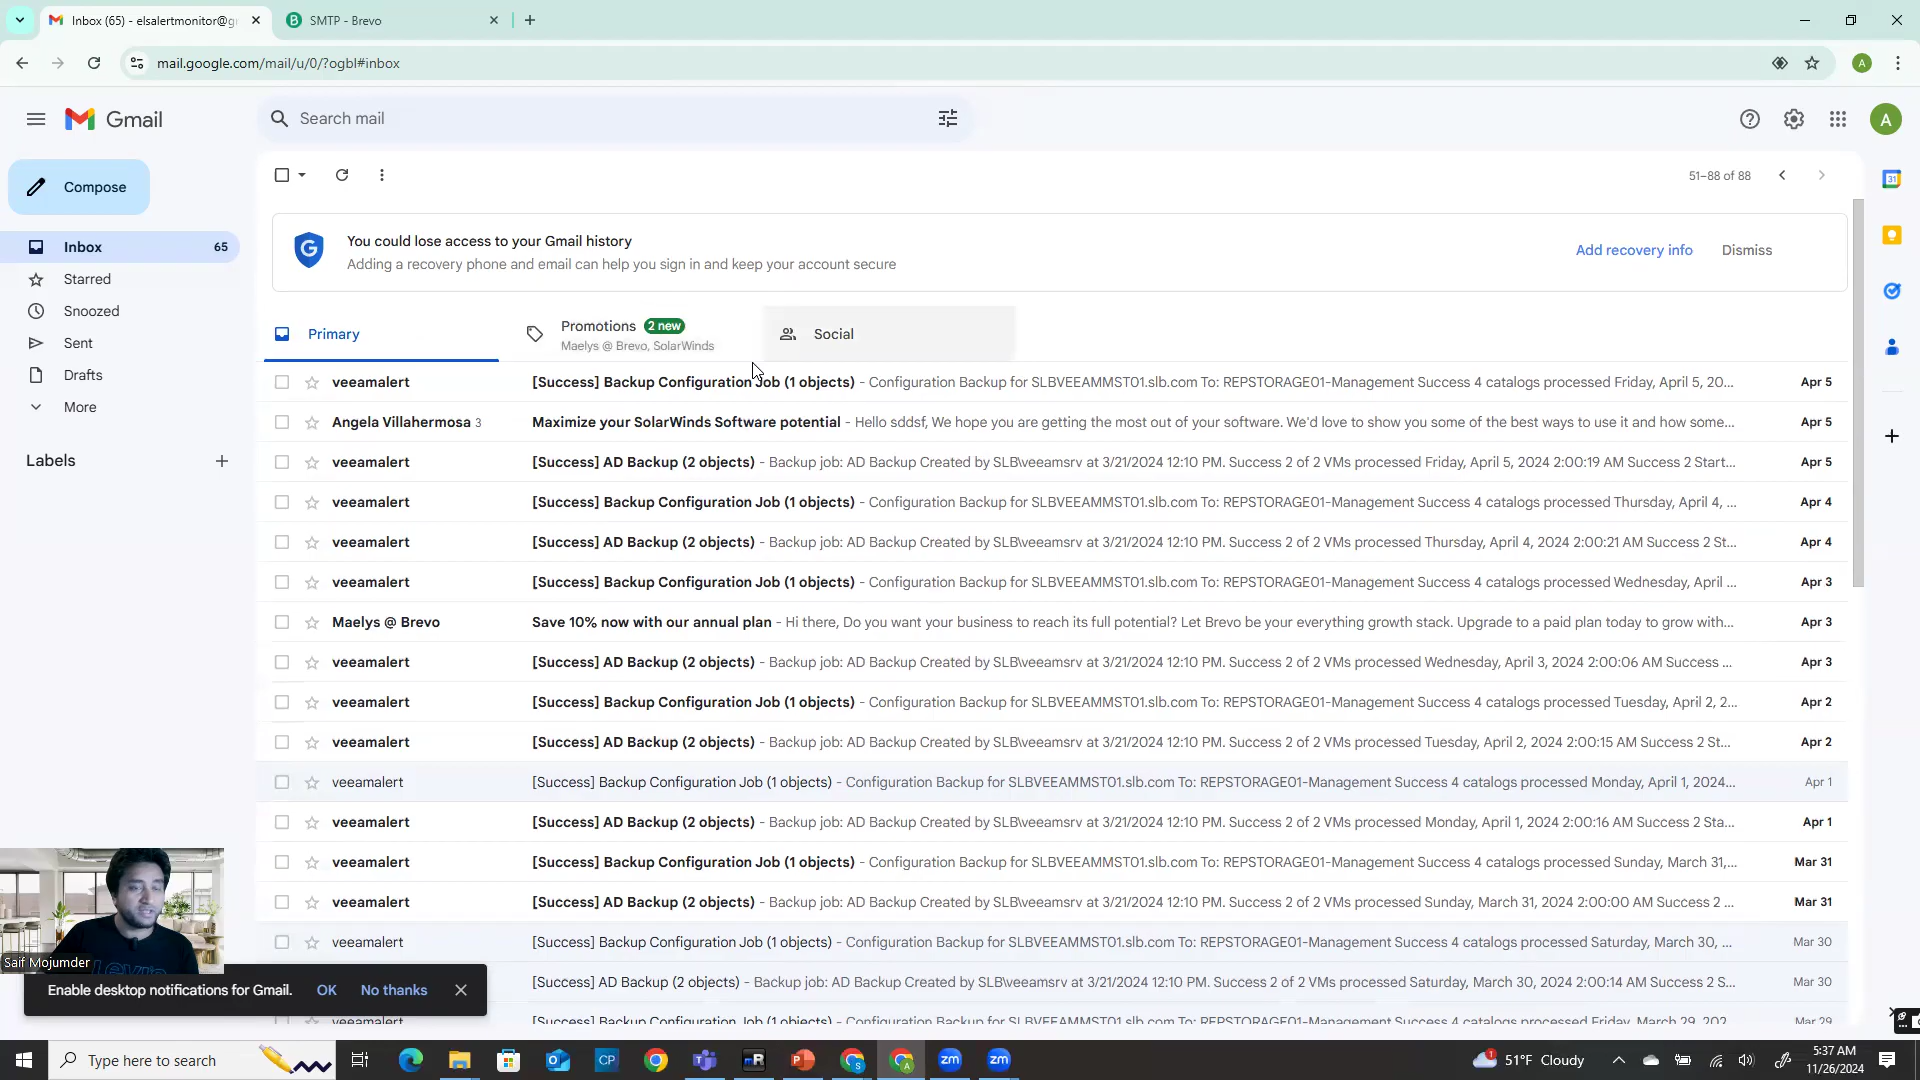 Inbox (65) - elsalertmonitor@g
SMTP - Brevo
mail.google.com/mail/u/0/?ogbl#inbox
A
Gmail
Search mail
A
Compose
51–88 of 88
31
Inbox 65
Starred
Snoozed
Sent
Drafts
More
Labels
G
You could lose access to your Gmail history
Adding a recovery phone and email can help you sign in and keep your account secure
Add recovery info Dismiss
Primary
Promotions 2 new
Maelys @ Brevo, SolarWinds
Social
veeamalert [Success] Backup Configuration Job (1 objects) - Configuration Backup for SLBVEEAMMST01.slb.com To: REPSTORAGE01-Management Success 4 catalogs processed Friday, April 5, 20... Apr 5
Angela Villahermosa 3 Maximize your SolarWinds Software potential - Hello sddsf, We hope you are getting the most out of your software. We'd love to show you some of the best ways to use it and how some... Apr 5
veeamalert [Success] AD Backup (2 objects) - Backup job: AD Backup Created by SLB\veeamsrv at 3/21/2024 12:10 PM. Success 2 of 2 VMs processed Friday, April 5, 2024 2:00:19 AM Success 2 Start... Apr 5
veeamalert [Success] Backup Configuration Job (1 objects) - Configuration Backup for SLBVEEAMMST01.slb.com To: REPSTORAGE01-Management Success 4 catalogs processed Thursday, April 4, ... Apr 4
veeamalert [Success] AD Backup (2 objects) - Backup job: AD Backup Created by SLB\veeamsrv at 3/21/2024 12:10 PM. Success 2 of 2 VMs processed Thursday, April 4, 2024 2:00:21 AM Success 2 St... Apr 4
veeamalert [Success] Backup Configuration Job (1 objects) - Configuration Backup for SLBVEEAMMST01.slb.com To: REPSTORAGE01-Management Success 4 catalogs processed Wednesday, April ... Apr 3
Maelys @ Brevo Save 10% now with our annual plan - Hi there, Do you want your business to reach its full potential? Let Brevo be your everything growth stack. Upgrade to a paid plan today to grow with... Apr 3
veeamalert [Success] AD Backup (2 objects) - Backup job: AD Backup Created by SLB\veeamsrv at 3/21/2024 12:10 PM. Success 2 of 2 VMs processed Wednesday, April 3, 2024 2:00:06 AM Success ... Apr 3
veeamalert [Success] Backup Configuration Job (1 objects) - Configuration Backup for SLBVEEAMMST01.slb.com To: REPSTORAGE01-Management Success 4 catalogs processed Tuesday, April 2, 2... Apr 2
veeamalert [Success] AD Backup (2 objects) - Backup job: AD Backup Created by SLB\veeamsrv at 3/21/2024 12:10 PM. Success 2 of 2 VMs processed Tuesday, April 2, 2024 2:00:15 AM Success 2 St... Apr 2
veeamalert [Success] Backup Configuration Job (1 objects) - Configuration Backup for SLBVEEAMMST01.slb.com To: REPSTORAGE01-Management Success 4 catalogs processed Monday, April 1, 2024... Apr 1
veeamalert [Success] AD Backup (2 objects) - Backup job: AD Backup Created by SLB\veeamsrv at 3/21/2024 12:10 PM. Success 2 of 2 VMs processed Monday, April 1, 2024 2:00:16 AM Success 2 Sta... Apr 1
veeamalert [Success] Backup Configuration Job (1 objects) - Configuration Backup for SLBVEEAMMST01.slb.com To: REPSTORAGE01-Management Success 4 catalogs processed Sunday, March 31,... Mar 31
veeamalert [Success] AD Backup (2 objects) - Backup job: AD Backup Created by SLB\veeamsrv at 3/21/2024 12:10 PM. Success 2 of 2 VMs processed Sunday, March 31, 2024 2:00:00 AM Success 2 ... Mar 31
veeamalert [Success] Backup Configuration Job (1 objects) - Configuration Backup for SLBVEEAMMST01.slb.com To: REPSTORAGE01-Management Success 4 catalogs processed Saturday, March 30, ... Mar 30
[Success] AD Backup (2 objects) - Backup job: AD Backup Created by SLB\veeamsrv at 3/21/2024 12:10 PM. Success 2 of 2 VMs processed Saturday, March 30, 2024 2:00:14 AM Success 2 S... Mar 30
veeamalert [Success] Backup Configuration Job (1 objects) - Configuration Backup for SLBVEEAMMST01.slb.com To: REPSTORAGE01-Management Success 4 catalogs processed Friday, March 29, 202... Mar 29
Saif Mojumder
Enable desktop notifications for Gmail. OK No thanks
Type here to search
CP
zm
zm
1
51°F Cloudy
5:37 AM
11/26/2024